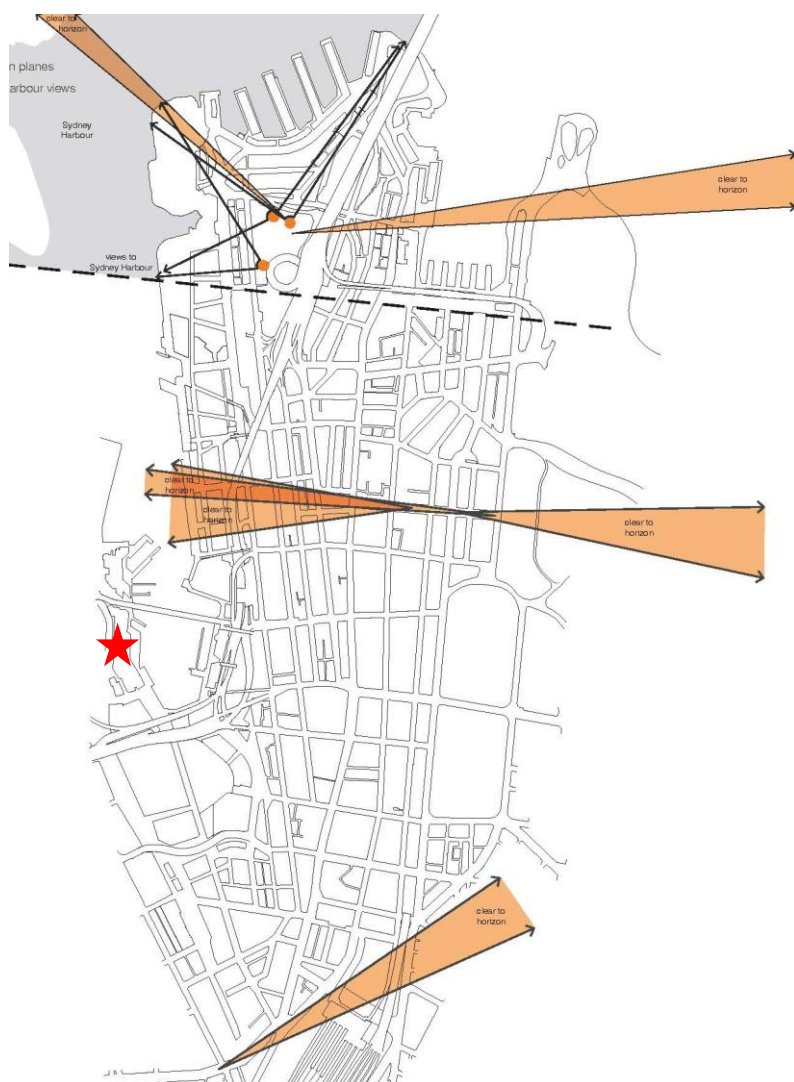 clear to
horizon
n planes
arbour views
Sydney
Harbour
clear to
horizon
views to
Sydney Harbour
clear to
horizon
clear to
horizon
clear to
horizon
clear to
horizon